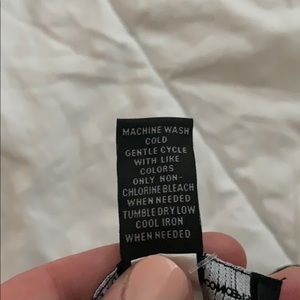 MACHINE WASH
COLD
GENTLE CYCLE
WITH LIKE
COLORS
ONLY NON-
CHLORINE BLEACH
WHEN NEEDED
TUMBLE DRY LOW
COOL IRON
WHEN NEEDED